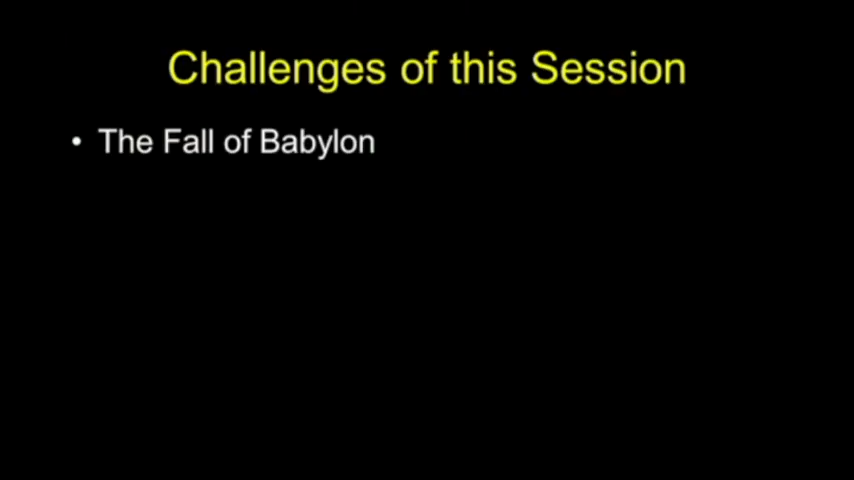 Challenges of this Session
• The Fall of Babylon